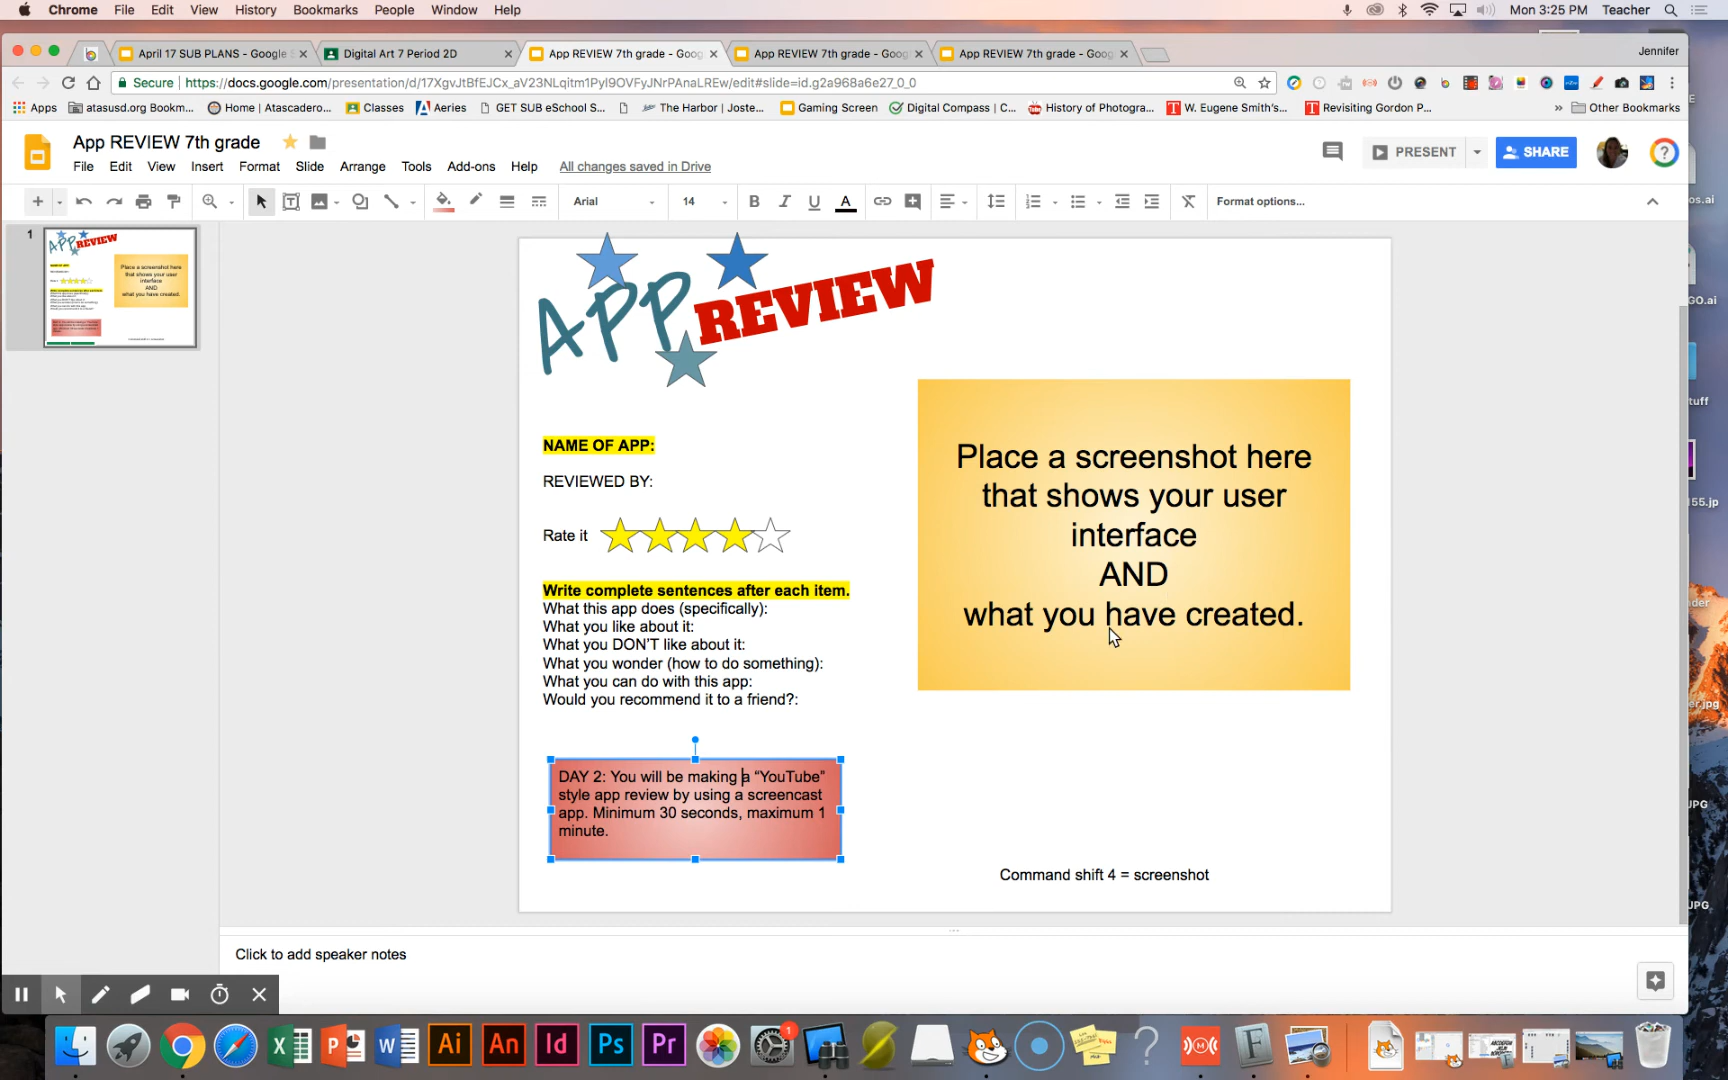 Chrome File Edit View History Bookmarks People Window Help
Mon 3:25 PM Teacher
April 17 SUB PLANS - Google
Digital Art 7 Period 2D
App REVIEW 7th grade - Goog
App REVIEW 7th grade - Goog
App REVIEW 7th grade - Goog
Jennifer
Secure https://docs.google.com/presentation/d/17XgvJtBfEJCx_aV23NLqitm1PyI9OVFyJNrPAnaLREw/edit#slide=id.g2a968a6e27_0_0
Apps atasusd.org Bookm... Home | Atascadero... Classes Aeries GET SUB eSchool S... The Harbor | Joste... Gaming Screen Digital Compass | C... History of Photogra... W. Eugene Smith's... Revisiting Gordon P... » Other Bookmarks
App REVIEW 7th grade
PRESENT SHARE
File Edit View Insert Format Slide Arrange Tools Add-ons Help All changes saved in Drive
Arial 14 B I U A Format options...
1
APP REVIEW
NAME OF APP:
REVIEWED BY:
Rate it
Write complete sentences after each item.
What this app does (specifically):
What you like about it:
What you DON'T like about it:
What you wonder (how to do something):
What you can do with this app:
Would you recommend it to a friend?:
Place a screenshot here
that shows your user
interface
AND
what you have created.
DAY 2: You will be making a “YouTube”
style app review by using a screencast
app. Minimum 30 seconds, maximum 1
minute.
Command shift 4 = screenshot
Click to add speaker notes
Ai An Id Ps Pr